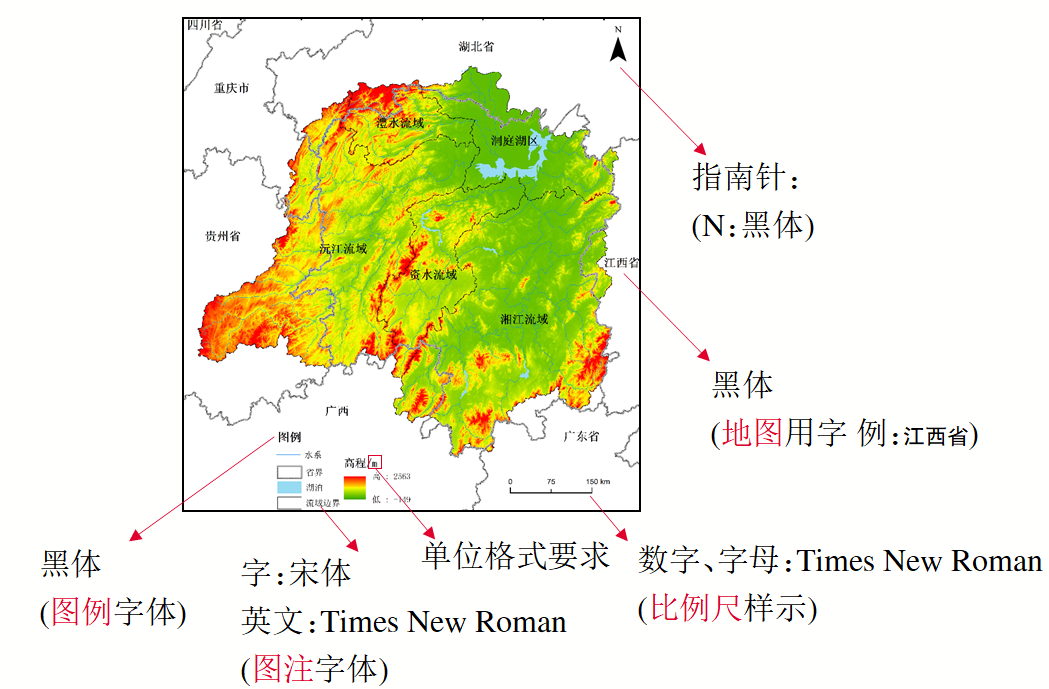 四川省
湖北省
N
重庆市
澧水流域
洞庭湖区
指南针:
(N:黑体)
贵州省
沅江流域
资水流域
江西省
湘江流域
黑体
(地图用字 例:江西省)
广西
广东省
图例
水系
省界
湖泊
流域边界
高程/m
高 : 2563
低 : -149
0 75 150 km
黑体
(图例字体)
字:宋体
英文:Times New Roman
(图注字体)
单位格式要求
数字、字母:Times New Roman
(比例尺样示)